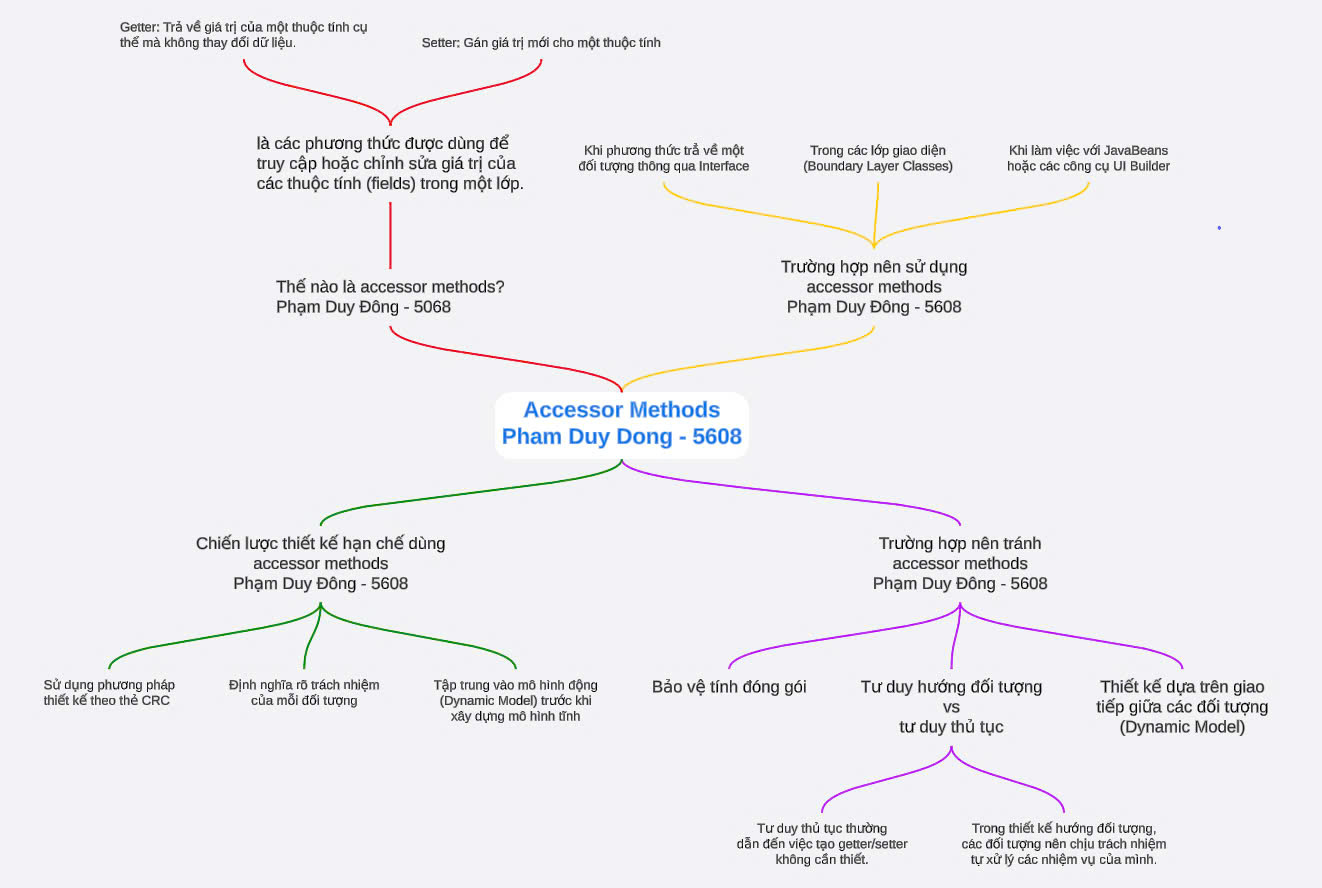 Getter: Trả về giá trị của một thuộc tính cụ
thể mà không thay đổi dữ liệu.
Setter: Gán giá trị mới cho một thuộc tính
là các phương thức được dùng để
truy cập hoặc chỉnh sửa giá trị của
các thuộc tính (fields) trong một lớp.
Thế nào là accessor methods?
Phạm Duy Đông - 5068
Khi phương thức trả về một
đối tượng thông qua Interface
Trong các lớp giao diện
(Boundary Layer Classes)
Khi làm việc với JavaBeans
hoặc các công cụ UI Builder
Trường hợp nên sử dụng
accessor methods
Phạm Duy Đông - 5608
Accessor Methods
Pham Duy Dong - 5608
Chiến lược thiết kế hạn chế dùng
accessor methods
Phạm Duy Đông - 5608
Sử dụng phương pháp
thiết kế theo thẻ CRC
Định nghĩa rõ trách nhiệm
của mỗi đối tượng
Tập trung vào mô hình động
(Dynamic Model) trước khi
xây dựng mô hình tĩnh
Trường hợp nên tránh
accessor methods
Phạm Duy Đông - 5608
Bảo vệ tính đóng gói
Tư duy hướng đối tượng
vs
tư duy thủ tục
Thiết kế dựa trên giao
tiếp giữa các đối tượng
(Dynamic Model)
Tư duy thủ tục thường
dẫn đến việc tạo getter/setter
không cần thiết.
Trong thiết kế hướng đối tượng,
các đối tượng nên chịu trách nhiệm
tự xử lý các nhiệm vụ của mình.